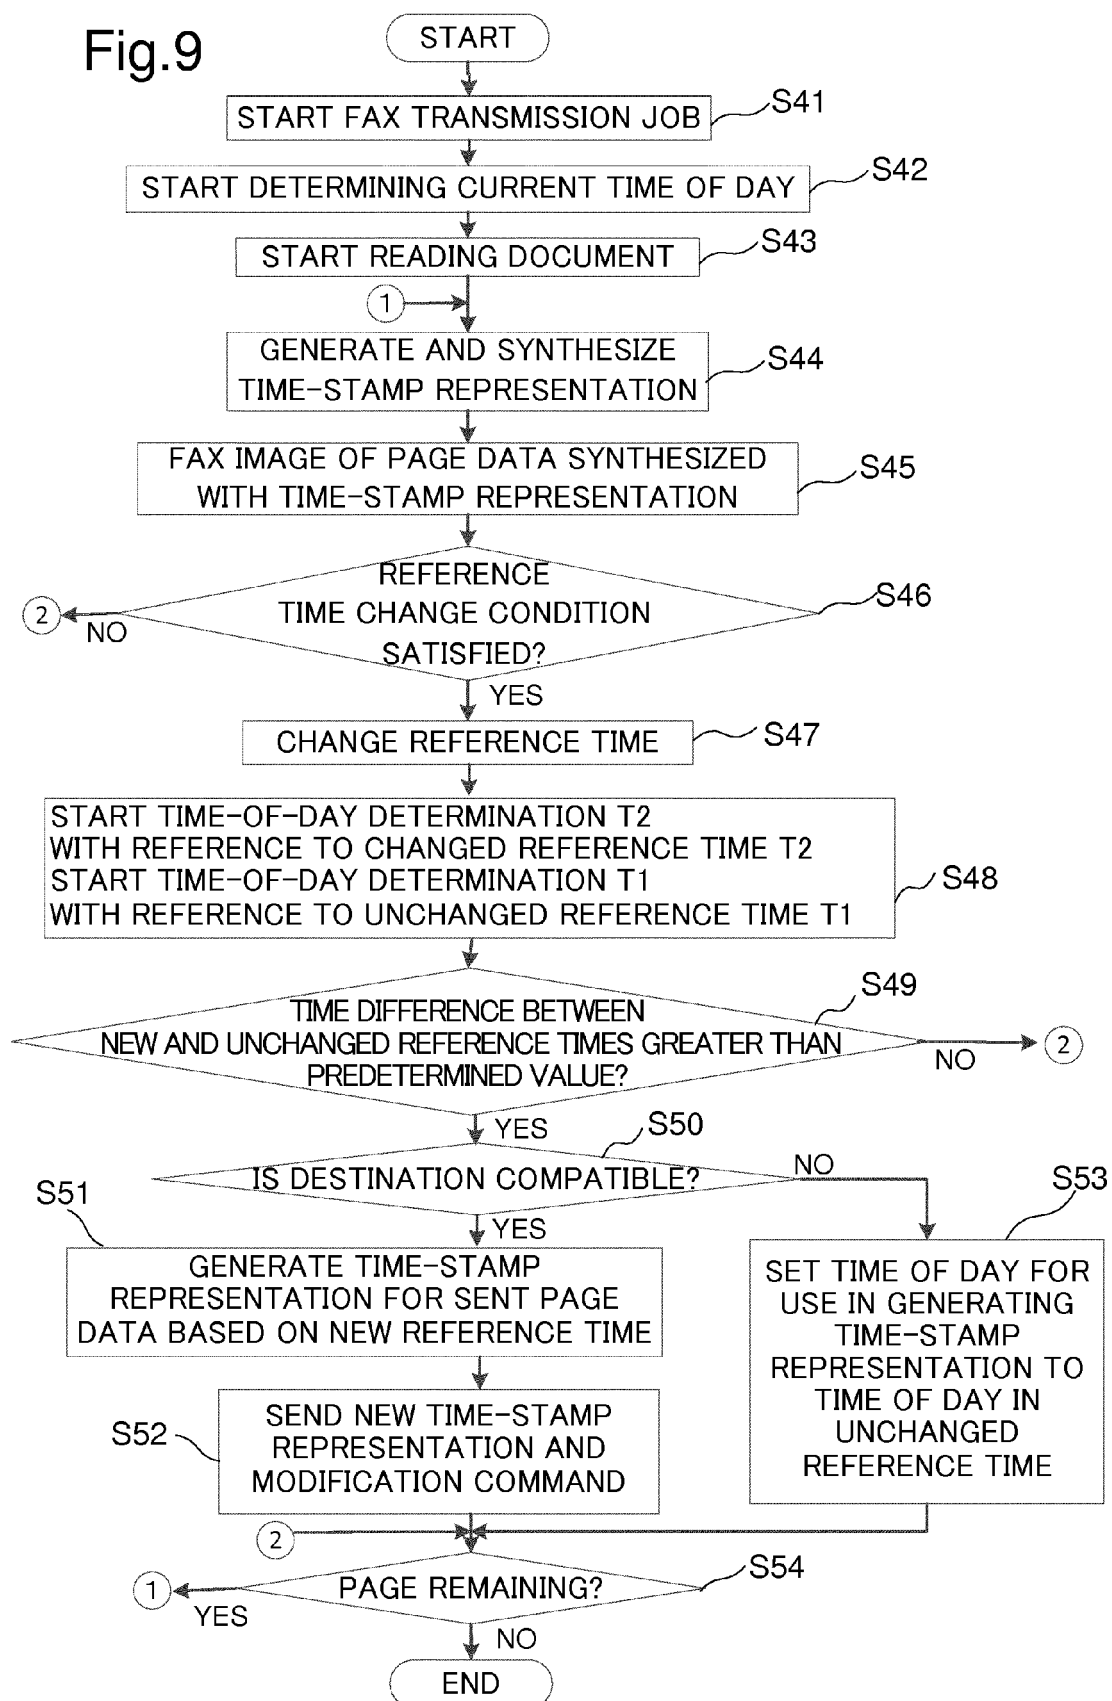 Fig.9
START
START FAX TRANSMISSION JOB
S41
START DETERMINING CURRENT TIME OF DAY
S42
START READING DOCUMENT
S43
1
GENERATE AND SYNTHESIZE
TIME-STAMP REPRESENTATION
S44
FAX IMAGE OF PAGE DATA SYNTHESIZED
WITH TIME-STAMP REPRESENTATION
S45
REFERENCE
TIME CHANGE CONDITION
SATISFIED?
S46
2
NO
YES
CHANGE REFERENCE TIME
S47
START TIME-OF-DAY DETERMINATION T2
WITH REFERENCE TO CHANGED REFERENCE TIME T2
START TIME-OF-DAY DETERMINATION T1
WITH REFERENCE TO UNCHANGED REFERENCE TIME T1
S48
TIME DIFFERENCE BETWEEN
NEW AND UNCHANGED REFERENCE TIMES GREATER THAN
PREDETERMINED VALUE?
S49
NO
2
YES
IS DESTINATION COMPATIBLE?
S50
NO
YES
S51
GENERATE TIME-STAMP
REPRESENTATION FOR SENT PAGE
DATA BASED ON NEW REFERENCE TIME
S53
SET TIME OF DAY FOR
USE IN GENERATING
TIME-STAMP
REPRESENTATION TO
TIME OF DAY IN
UNCHANGED
REFERENCE TIME
S52
SEND NEW TIME-STAMP
REPRESENTATION AND
MODIFICATION COMMAND
2
PAGE REMAINING?
S54
1
YES
NO
END